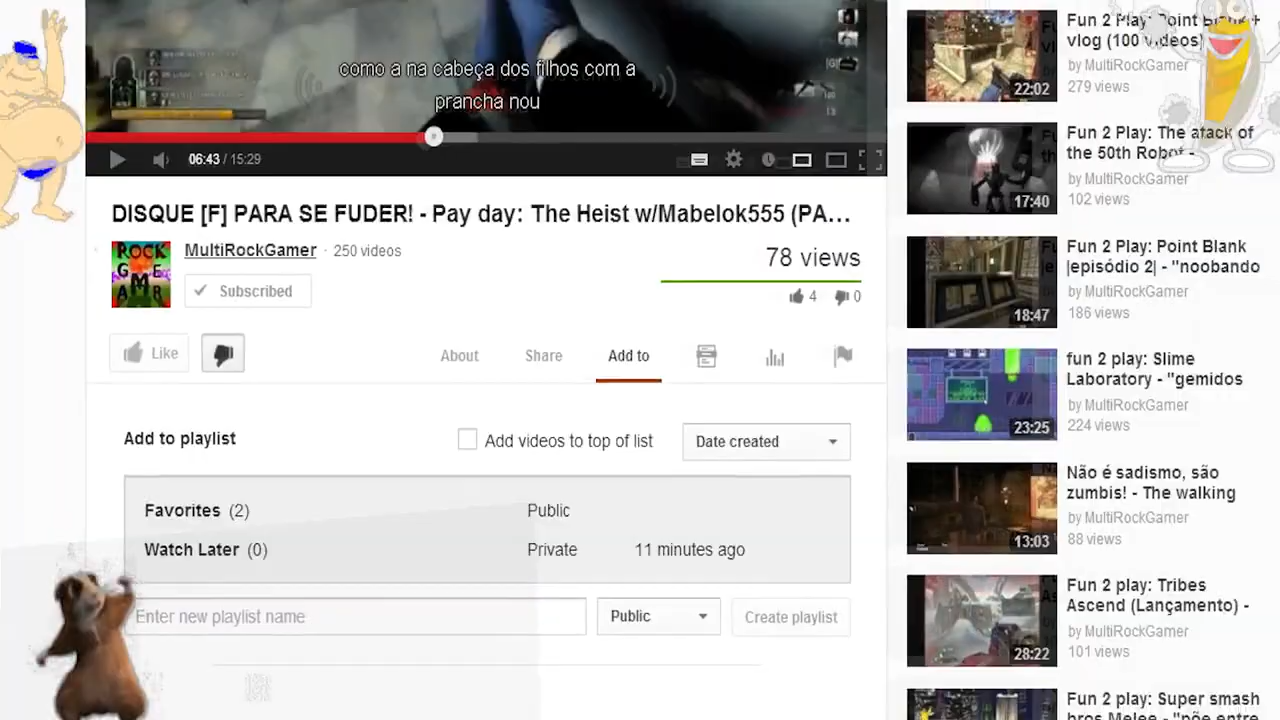 como a na cabeça dos filhos com a
prancha nou
06:43 / 15:29
DISQUE [F] PARA SE FUDER! - Pay day: The Heist w/Mabelok555 (PA...
ROCK
GAMER
MultiRockGamer · 250 videos
Subscribed
78 views
4 0
Like
About Share Add to
Add to playlist
Add videos to top of list
Date created
Favorites (2) Public
Watch Later (0) Private 11 minutes ago
Enter new playlist name
Public
Create playlist
22:02
Fun 2 Play: Point Blank +
vlog (100 videos)
by MultiRockGamer
279 views
17:40
Fun 2 Play: The atack of
the 50th Robot -
by MultiRockGamer
102 views
18:47
Fun 2 Play: Point Blank
|episódio 2| - "noobando
by MultiRockGamer
186 views
23:25
fun 2 play: Slime
Laboratory - "gemidos
by MultiRockGamer
224 views
13:03
Não é sadismo, são
zumbis! - The walking
by MultiRockGamer
88 views
28:22
Fun 2 play: Tribes
Ascend (Lançamento) -
by MultiRockGamer
101 views
Fun 2 play: Super smash
bros Melee - "põe entre